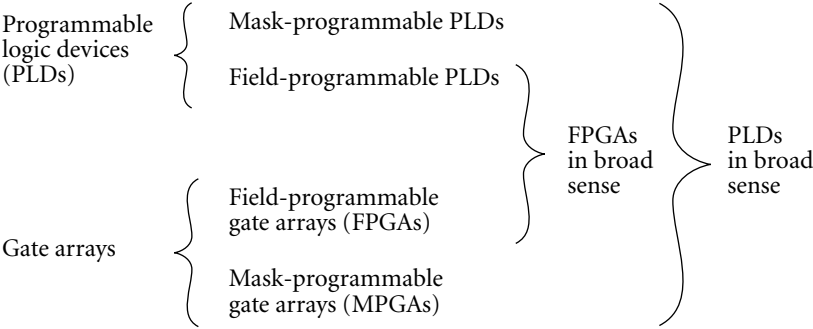 Programmable
logic devices
(PLDs)
Mask-programmable PLDs
Field-programmable PLDs
FPGAs
in broad
sense
PLDs
in broad
sense
Gate arrays
Field-programmable
gate arrays (FPGAs)
Mask-programmable
gate arrays (MPGAs)